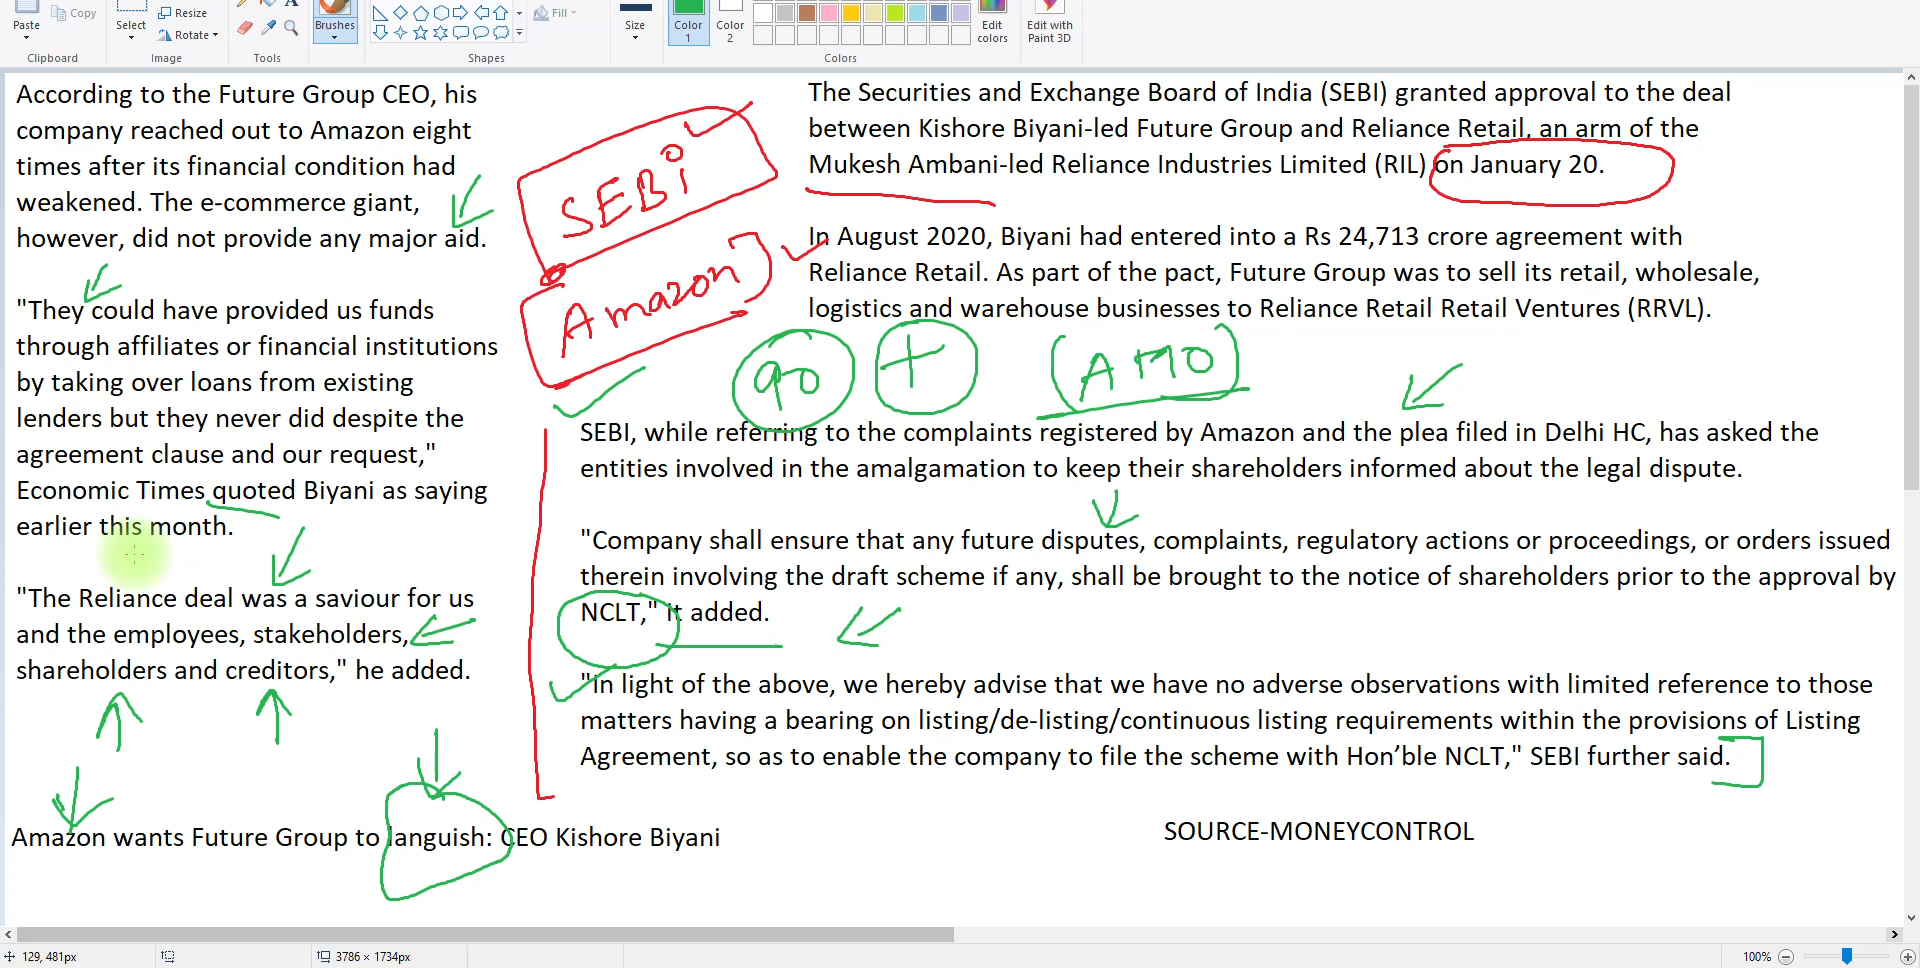 Paste
Copy
Select
Resize
Rotate
Brushes
Fill
Size
Color 1
Color 2
Edit colors
Edit with Paint 3D
Clipboard
Image
Tools
Shapes
Colors
According to the Future Group CEO, his
company reached out to Amazon eight
times after its financial condition had
weakened. The e-commerce giant,
however, did not provide any major aid.
"They could have provided us funds
through affiliates or financial institutions
by taking over loans from existing
lenders but they never did despite the
agreement clause and our request,"
Economic Times quoted Biyani as saying
earlier this month.
"The Reliance deal was a saviour for us
and the employees, stakeholders,
shareholders and creditors," he added.
Amazon wants Future Group to languish: CEO Kishore Biyani
SEBi
Amazon
The Securities and Exchange Board of India (SEBI) granted approval to the deal
between Kishore Biyani-led Future Group and Reliance Retail, an arm of the
Mukesh Ambani-led Reliance Industries Limited (RIL) on January 20.
In August 2020, Biyani had entered into a Rs 24,713 crore agreement with
Reliance Retail. As part of the pact, Future Group was to sell its retail, wholesale,
logistics and warehouse businesses to Reliance Retail Retail Ventures (RRVL).
90 + AMO
SEBI, while referring to the complaints registered by Amazon and the plea filed in Delhi HC, has asked the
entities involved in the amalgamation to keep their shareholders informed about the legal dispute.
"Company shall ensure that any future disputes, complaints, regulatory actions or proceedings, or orders issued
therein involving the draft scheme if any, shall be brought to the notice of shareholders prior to the approval by
NCLT," it added.
"In light of the above, we hereby advise that we have no adverse observations with limited reference to those
matters having a bearing on listing/de-listing/continuous listing requirements within the provisions of Listing
Agreement, so as to enable the company to file the scheme with Hon’ble NCLT," SEBI further said.
SOURCE-MONEYCONTROL
129, 481px
3786 × 1734px
100%